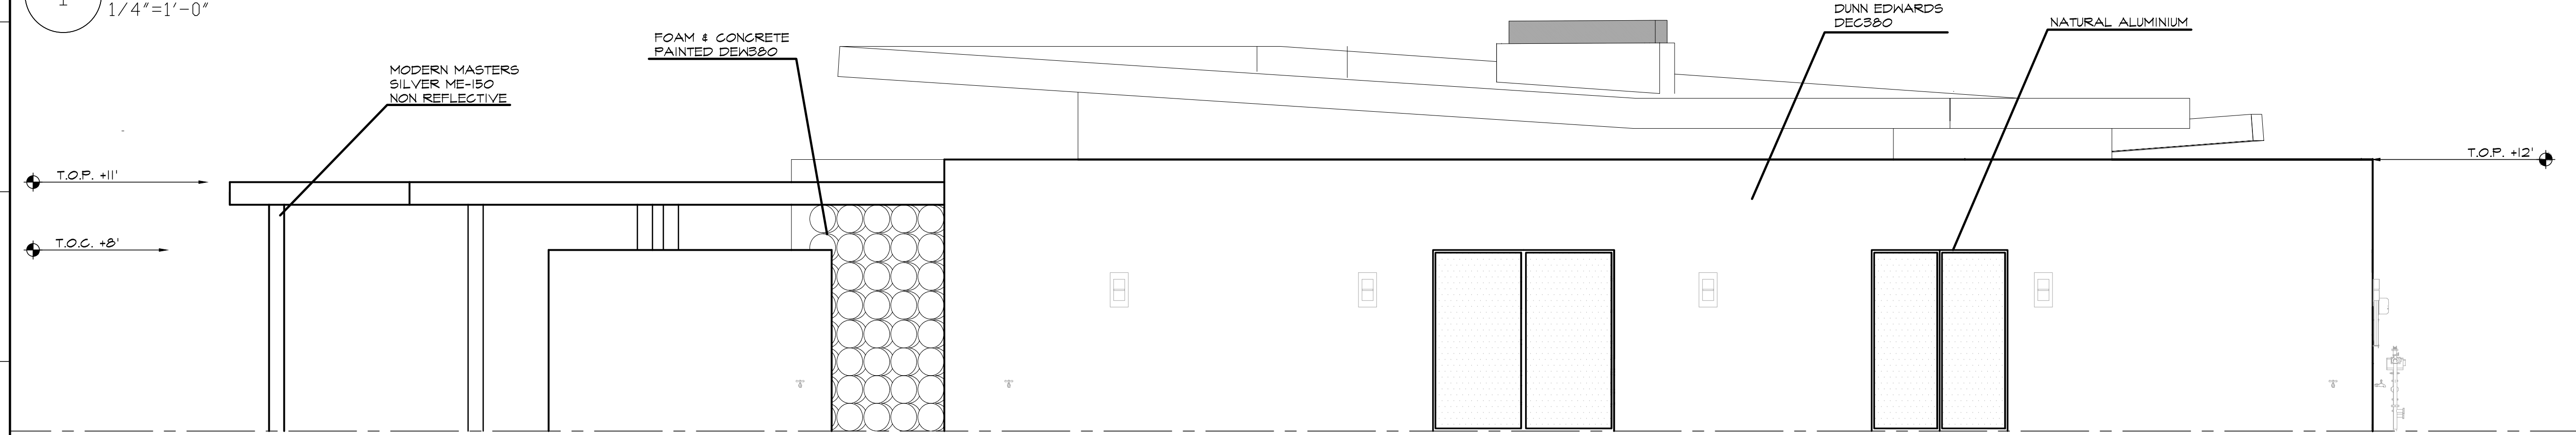 1
1/4"=1'-0"
MODERN MASTERS
SILVER ME-150
NON REFLECTIVE
FOAM & CONCRETE
PAINTED DEW380
DUNN EDWARDS
DEC380
NATURAL ALUMINIUM
T.O.P. +11'
T.O.C. +8'
T.O.P. +12'